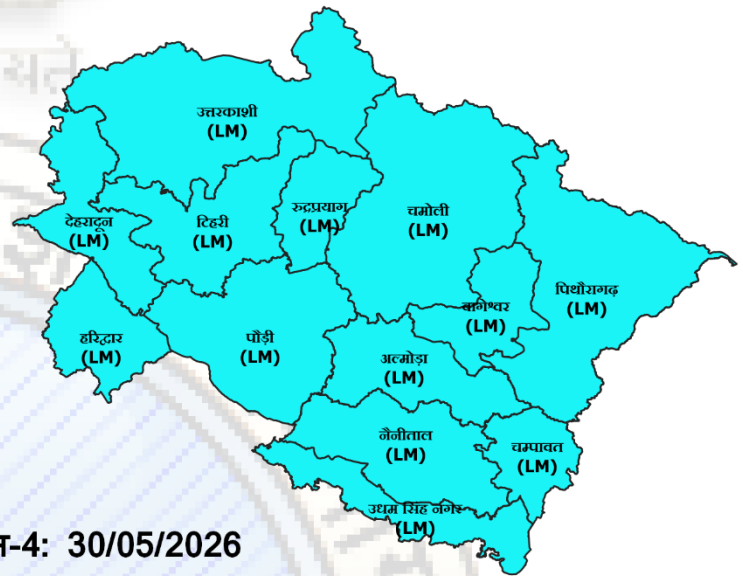 उत्तरकाशी
(LM)
देहरादून
(LM)
टिहरी
(LM)
रुद्रप्रयाग
(LM)
चमोली
(LM)
पिथौरागढ़
(LM)
बागेश्वर
(LM)
हरिद्वार
(LM)
पौड़ी
(LM)
अल्मोड़ा
(LM)
नैनीताल
(LM)
चम्पावत
(LM)
उधम सिंह नगर
(LM)
-4: 30/05/2026